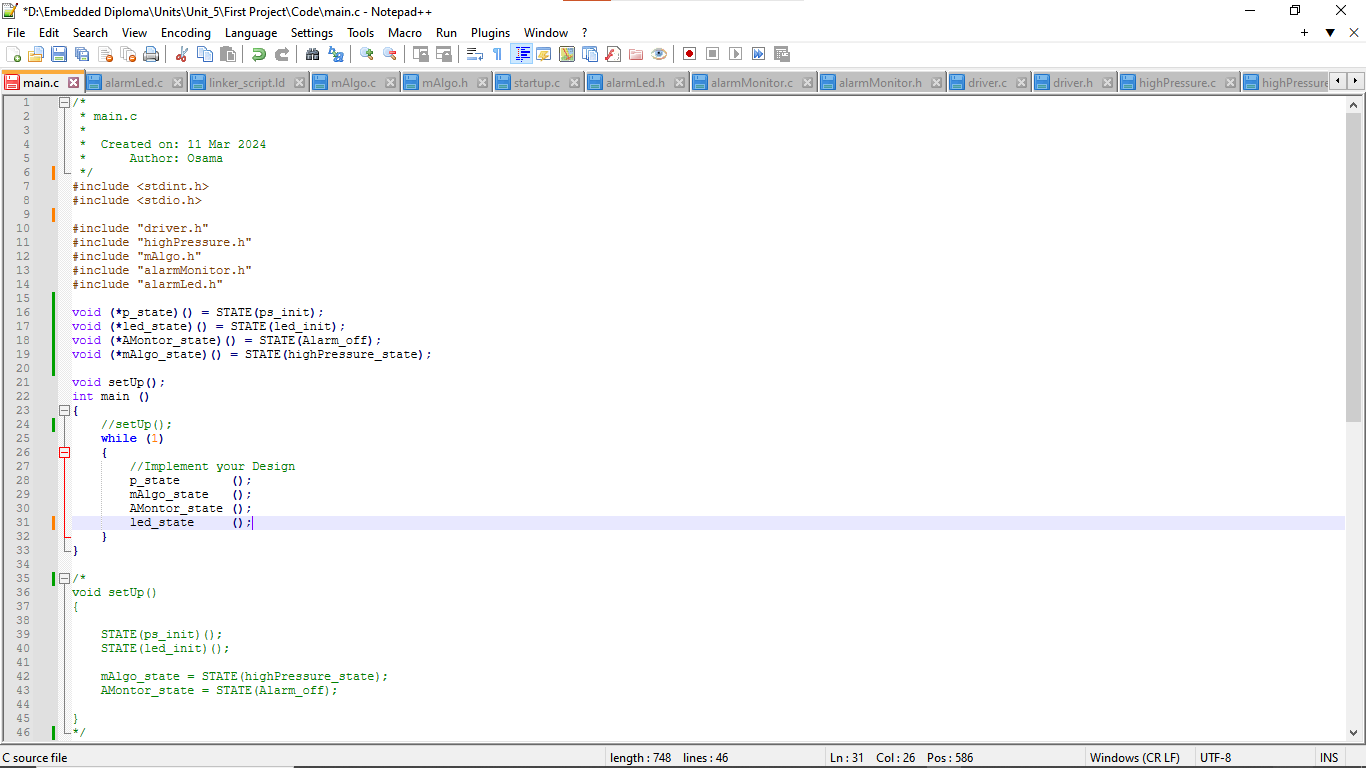 *D:\Embedded Diploma\Units\Unit_5\First Project\Code\main.c - Notepad++
File Edit Search View Encoding Language Settings Tools Macro Run Plugins Window ?
main.c alarmLed.c linker_script.ld mAlgo.c mAlgo.h startup.c alarmLed.h alarmMonitor.c alarmMonitor.h driver.c driver.h highPressure.c highPressure
1 /*
2 * main.c
3 *
4 * Created on: 11 Mar 2024
5 * Author: Osama
6 */
7 #include <stdint.h>
8 #include <stdio.h>
9
10 #include "driver.h"
11 #include "highPressure.h"
12 #include "mAlgo.h"
13 #include "alarmMonitor.h"
14 #include "alarmLed.h"
15
16 void (*p_state)() = STATE(ps_init);
17 void (*led_state)() = STATE(led_init);
18 void (*AMontor_state)() = STATE(Alarm_off);
19 void (*mAlgo_state)() = STATE(highPressure_state);
20
21 void setUp();
22 int main ()
23 {
24 //setUp();
25 while (1)
26 {
27 //Implement your Design
28 p_state ();
29 mAlgo_state ();
30 AMontor_state ();
31 led_state ();
32 }
33 }
34
35 /*
36 void setUp()
37 {
38
39 STATE(ps_init)();
40 STATE(led_init)();
41
42 mAlgo_state = STATE(highPressure_state);
43 AMontor_state = STATE(Alarm_off);
44
45 }
46 */
C source file length : 748 lines : 46 Ln : 31 Col : 26 Pos : 586 Windows (CR LF) UTF-8 INS